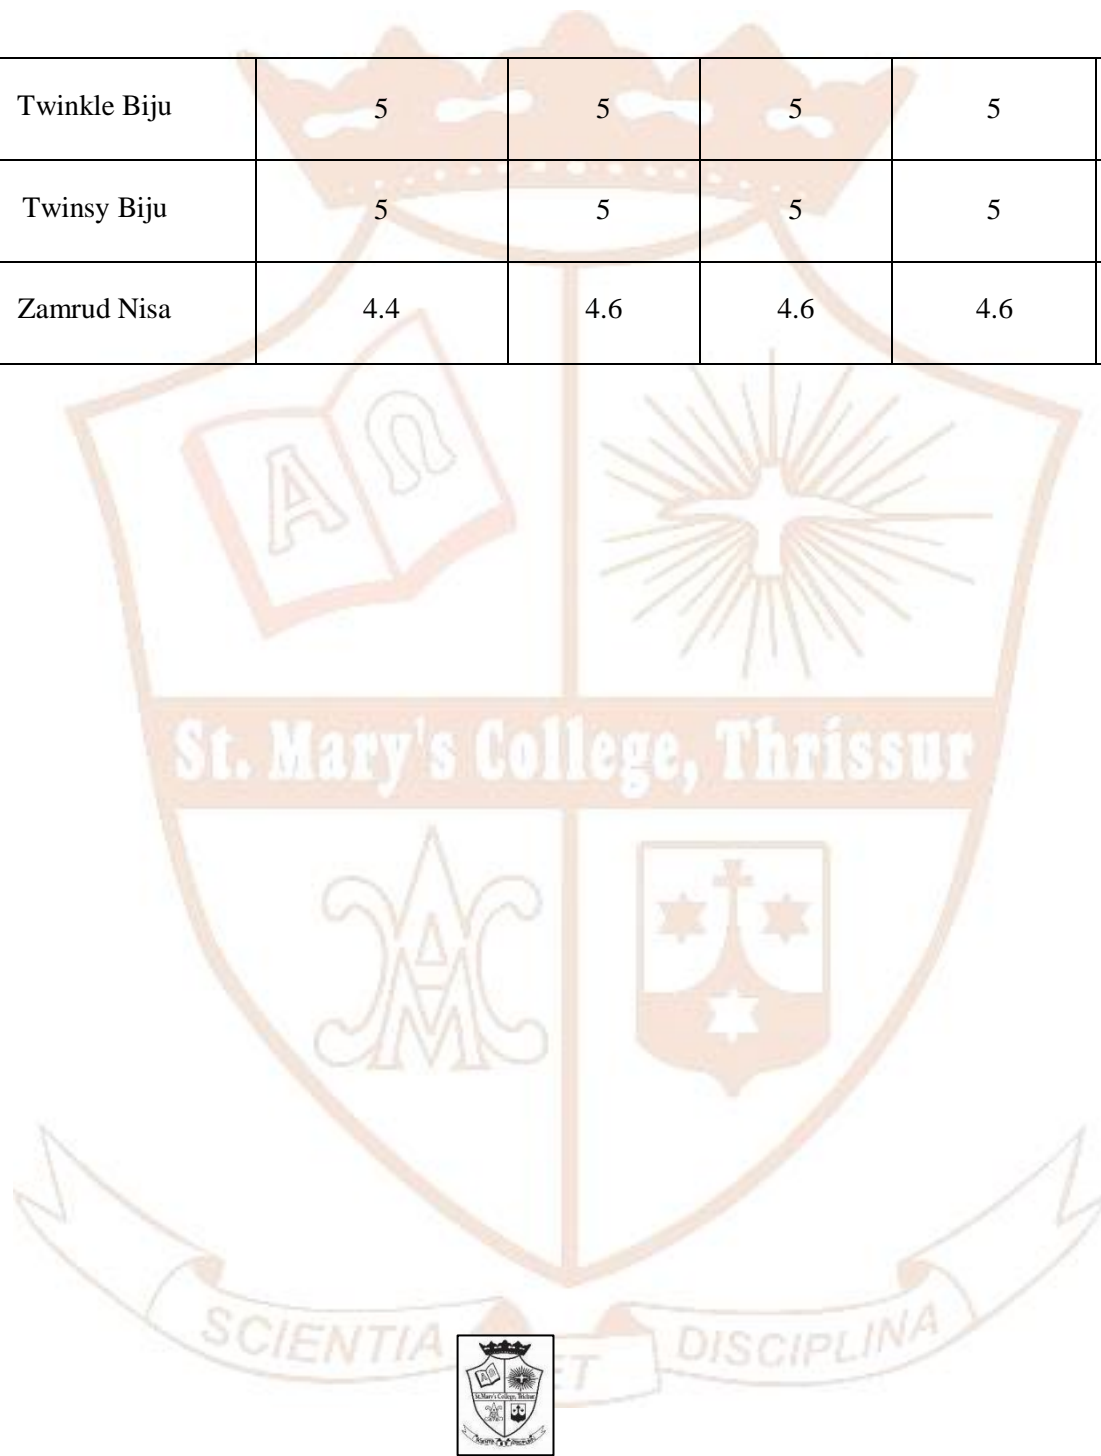 Twinkle Biju 5 5 5 5
Twinsy Biju 5 5 5 5
Zamrud Nisa 4.4 4.6 4.6 4.6
Α Ω
St. Mary's College, Thrissur
SCIENTIA ET DISCIPLINA